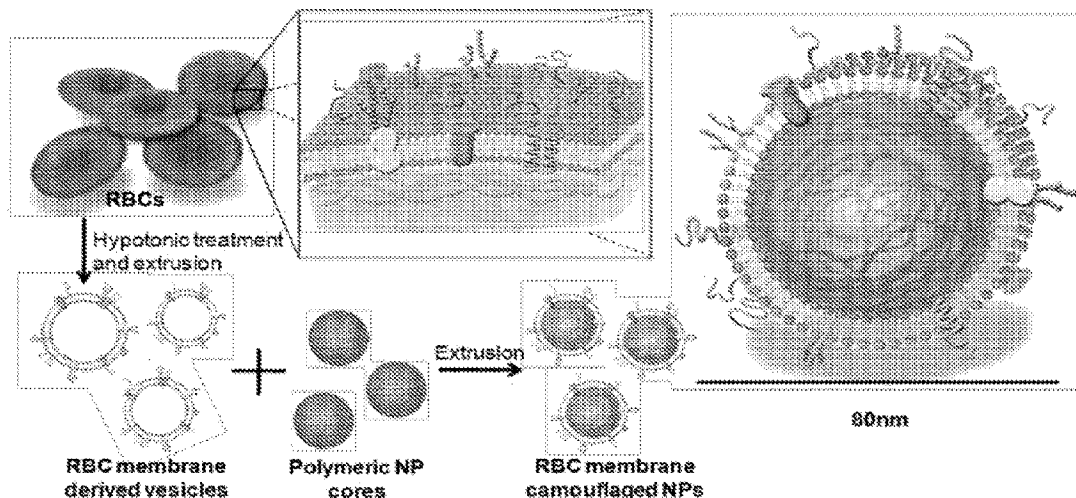 RBCs
Hypotonic treatment
and extrusion
Extrusion
80nm
RBC membrane
derived vesicles
Polymeric NP
cores
RBC membrane
camouflaged NPs